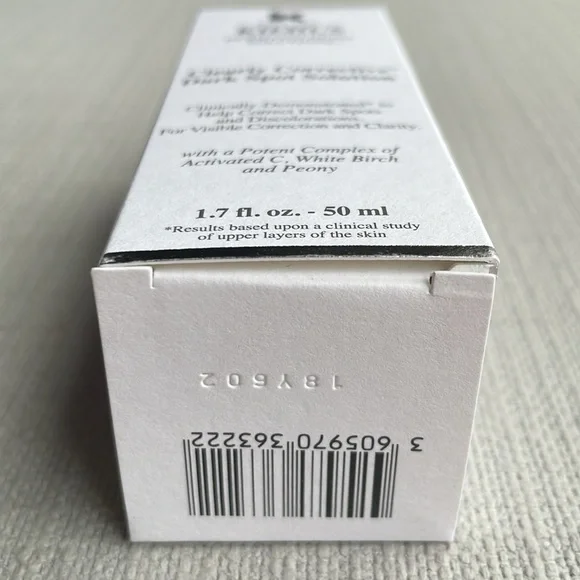 Clearly Corrective™
Dark Spot Solution
Clinically Demonstrated* to
Help Correct Dark Spots
and Discolorations.
For Visible Correction and Clarity.
with a Potent Complex of
Activated C, White Birch
and Peony
1.7 fl. oz. - 50 ml
*Results based upon a clinical study
of upper layers of the skin
18Y602
3 605970 363222